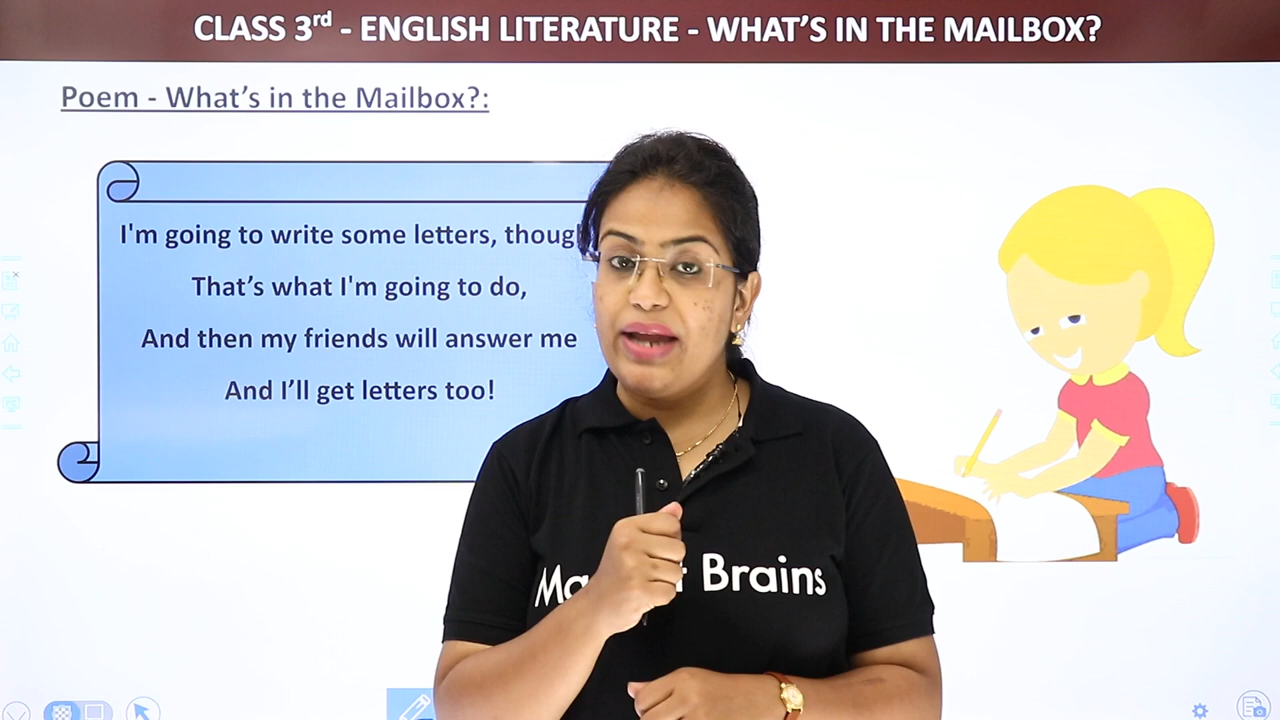 CLASS 3rd - ENGLISH LITERATURE - WHAT'S IN THE MAILBOX?
Poem - What's in the Mailbox?:
I'm going to write some letters,
That's what I'm going to do,
And then my friends will answer me
And I'll get letters too!
Brains